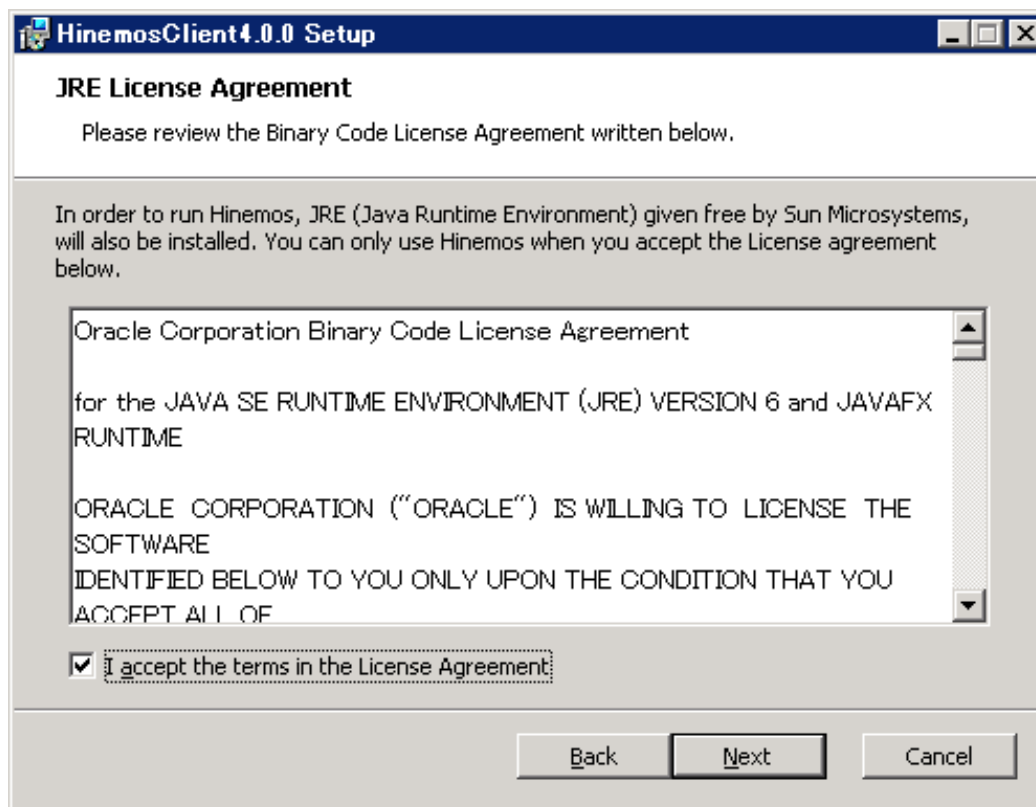 HinemosClient4.0.0 Setup
JRE License Agreement
Please review the Binary Code License Agreement written below.
In order to run Hinemos, JRE (Java Runtime Environment) given free by Sun Microsystems,
will also be installed. You can only use Hinemos when you accept the License agreement
below.
Oracle Corporation Binary Code License Agreement
for the JAVA SE RUNTIME ENVIRONMENT (JRE) VERSION 6 and JAVAFX
RUNTIME
ORACLE CORPORATION ("ORACLE") IS WILLING TO LICENSE THE
SOFTWARE
IDENTIFIED BELOW TO YOU ONLY UPON THE CONDITION THAT YOU
ACCEPT ALL OF
I accept the terms in the License Agreement
Back Next Cancel